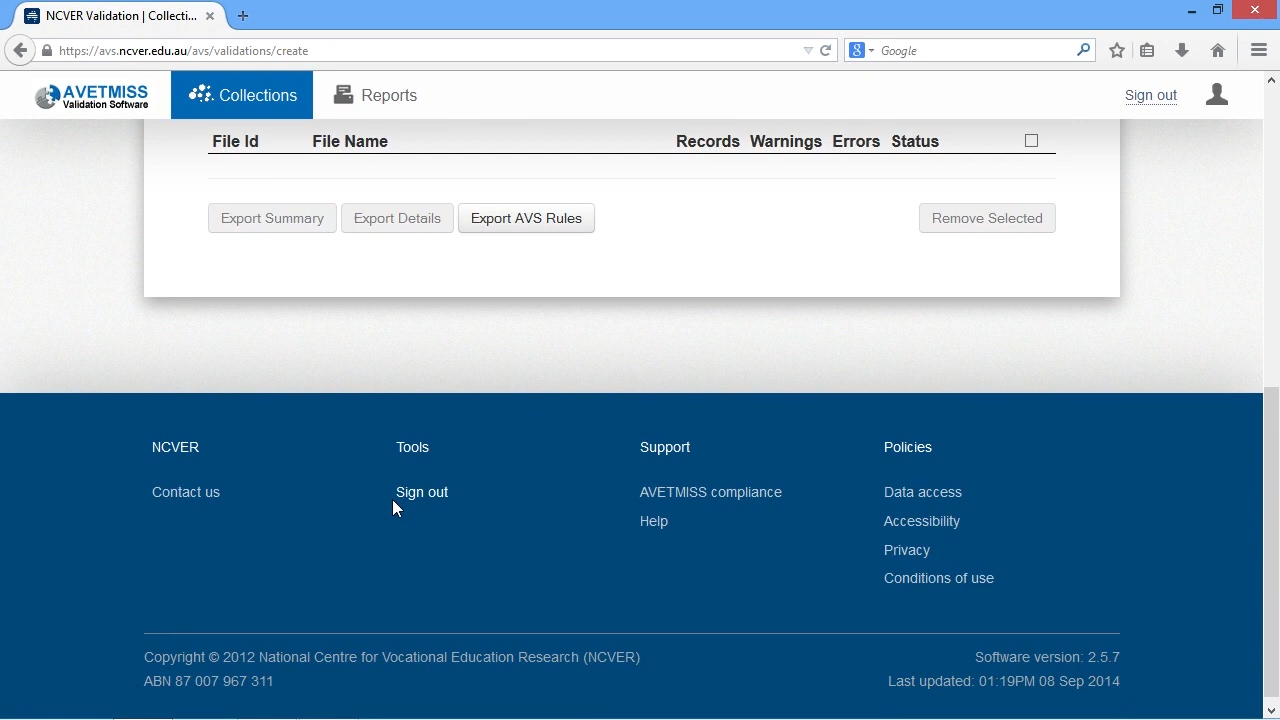 NCVER Validation | Collecti...
https://avs.ncver.edu.au/avs/validations/create
Google
AVETMISS
Validation Software
Collections
Reports
Sign out
File Id File Name Records Warnings Errors Status
Export Summary Export Details Export AVS Rules Remove Selected
NCVER Tools Support Policies
Contact us Sign out AVETMISS compliance Data access
Help Accessibility
Privacy
Conditions of use
Copyright © 2012 National Centre for Vocational Education Research (NCVER) Software version: 2.5.7
ABN 87 007 967 311 Last updated: 01:19PM 08 Sep 2014